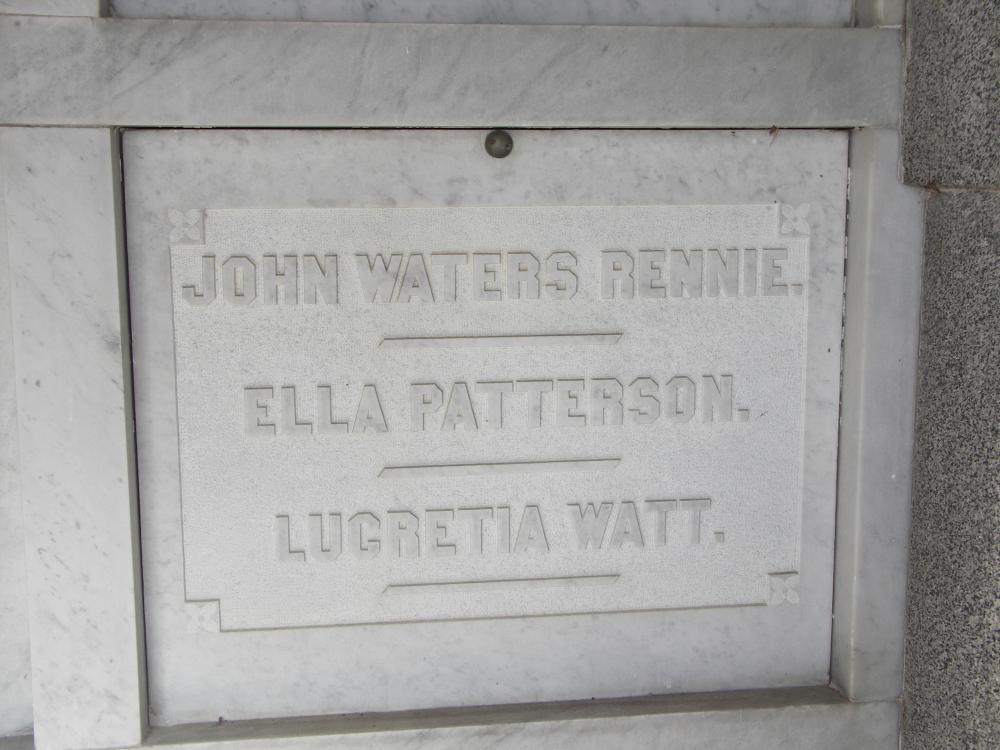 JOHN WATERS RENNIE.
ELLA PATTERSON.
LUCRETIA WATT.